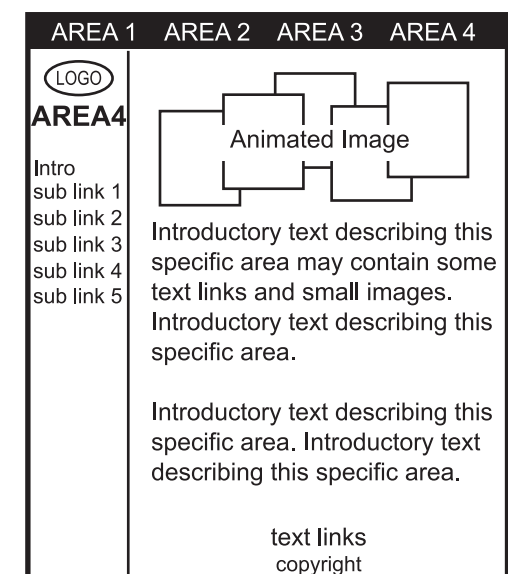 AREA 1 AREA 2 AREA 3 AREA 4
LOGO
AREA4
Intro
sub link 1
sub link 2
sub link 3
sub link 4
sub link 5
Animated Image
Introductory text describing this
specific area may contain some
text links and small images.
Introductory text describing this
specific area.
Introductory text describing this
specific area. Introductory text
describing this specific area.
text links
copyright